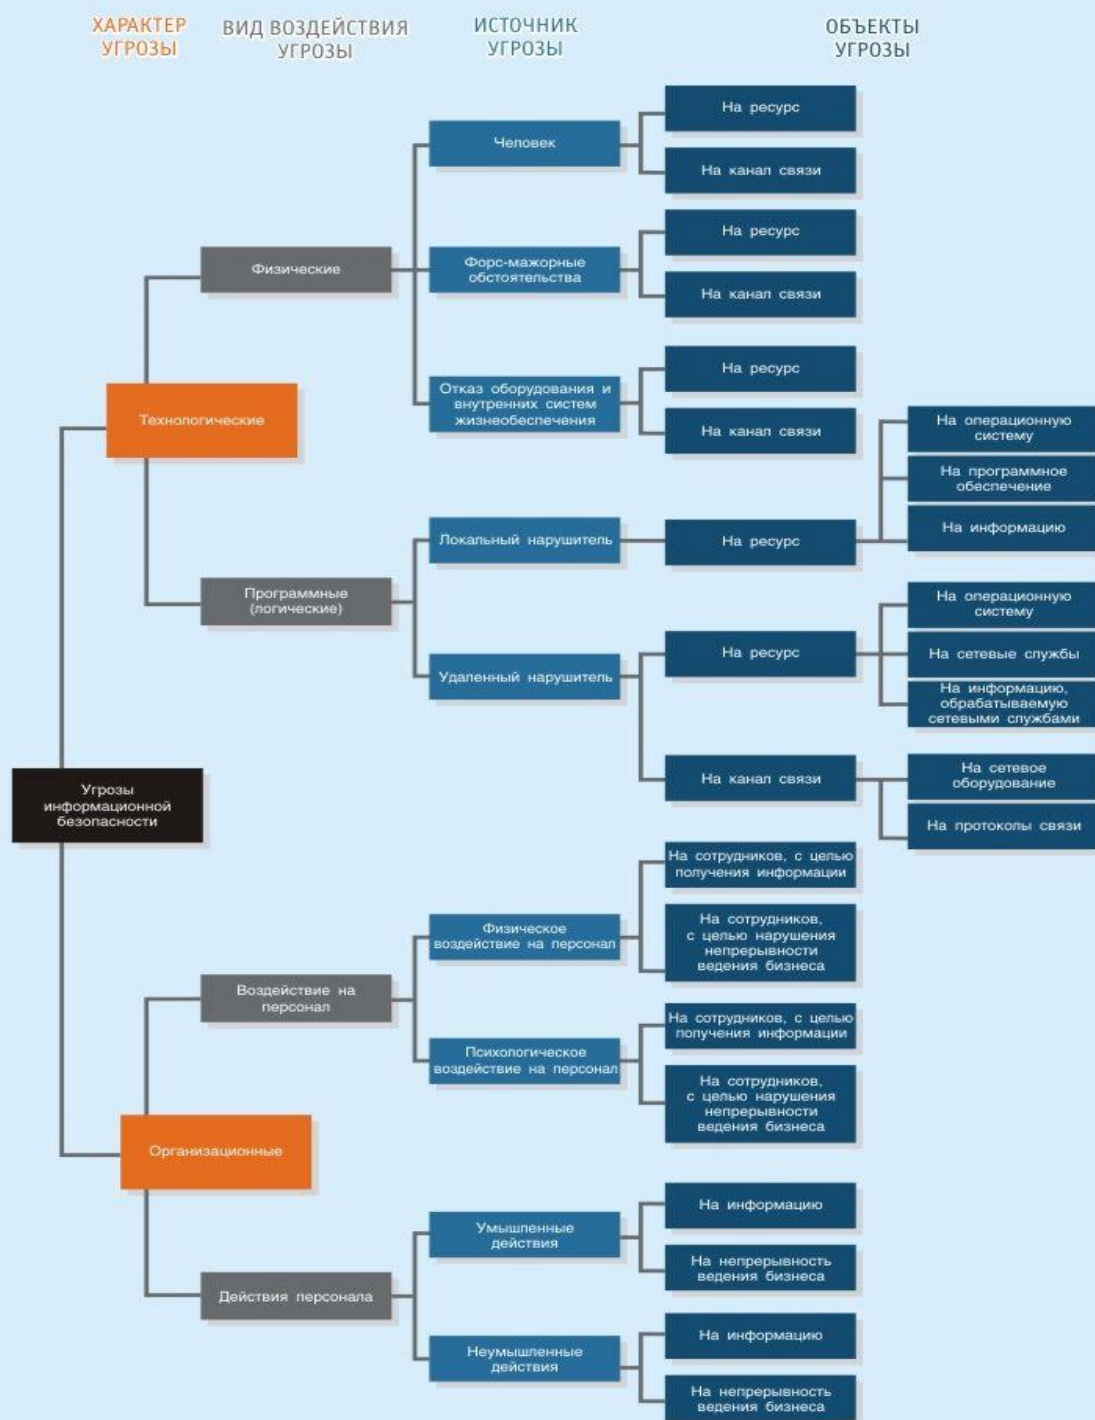 ХАРАКТЕР
УГРОЗЫ
ВИД ВОЗДЕЙСТВИЯ
УГРОЗЫ
ИСТОЧНИК
УГРОЗЫ
ОБЪЕКТЫ
УГРОЗЫ
Угрозы
информационной
безопасности
Технологические
Физические
Человек
На ресурс
На канал связи
Форс-мажорные
обстоятельства
На ресурс
На канал связи
Отказ оборудования и
внутренних систем
жизнеобеспечения
На ресурс
На канал связи
Программные
(логические)
Локальный нарушитель
На ресурс
На операционную
систему
На программное
обеспечение
На информацию
Удаленный нарушитель
На ресурс
На операционную
систему
На сетевые службы
На информацию,
обрабатываемую
сетевыми службами
На канал связи
На сетевое
оборудование
На протоколы связи
Организационные
Воздействие на
персонал
Физическое
воздействие на персонал
На сотрудников, с целью
получения информации
На сотрудников,
с целью нарушения
непрерывности
ведения бизнеса
Психологическое
воздействие на персонал
На сотрудников, с целью
получения информации
На сотрудников,
с целью нарушения
непрерывности
ведения бизнеса
Действия персонала
Умышленные
действия
На информацию
На непрерывность
ведения бизнеса
Неумышленные
действия
На информацию
На непрерывность
ведения бизнеса